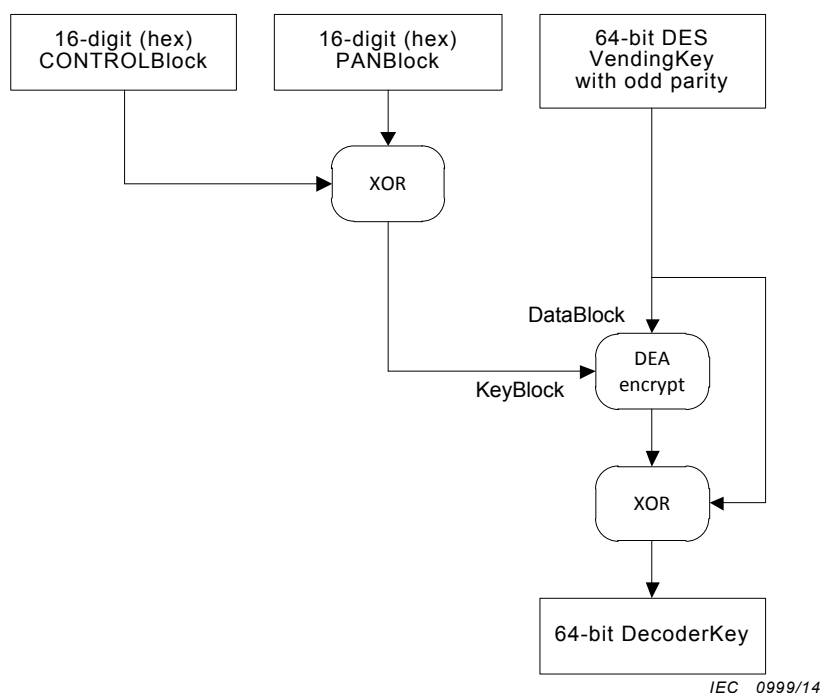 16-digit (hex)
CONTROLBlock
16-digit (hex)
PANBlock
64-bit DES
VendingKey
with odd parity
XOR
DataBlock
KeyBlock
DEA
encrypt
XOR
64-bit DecoderKey
IEC 0999/14